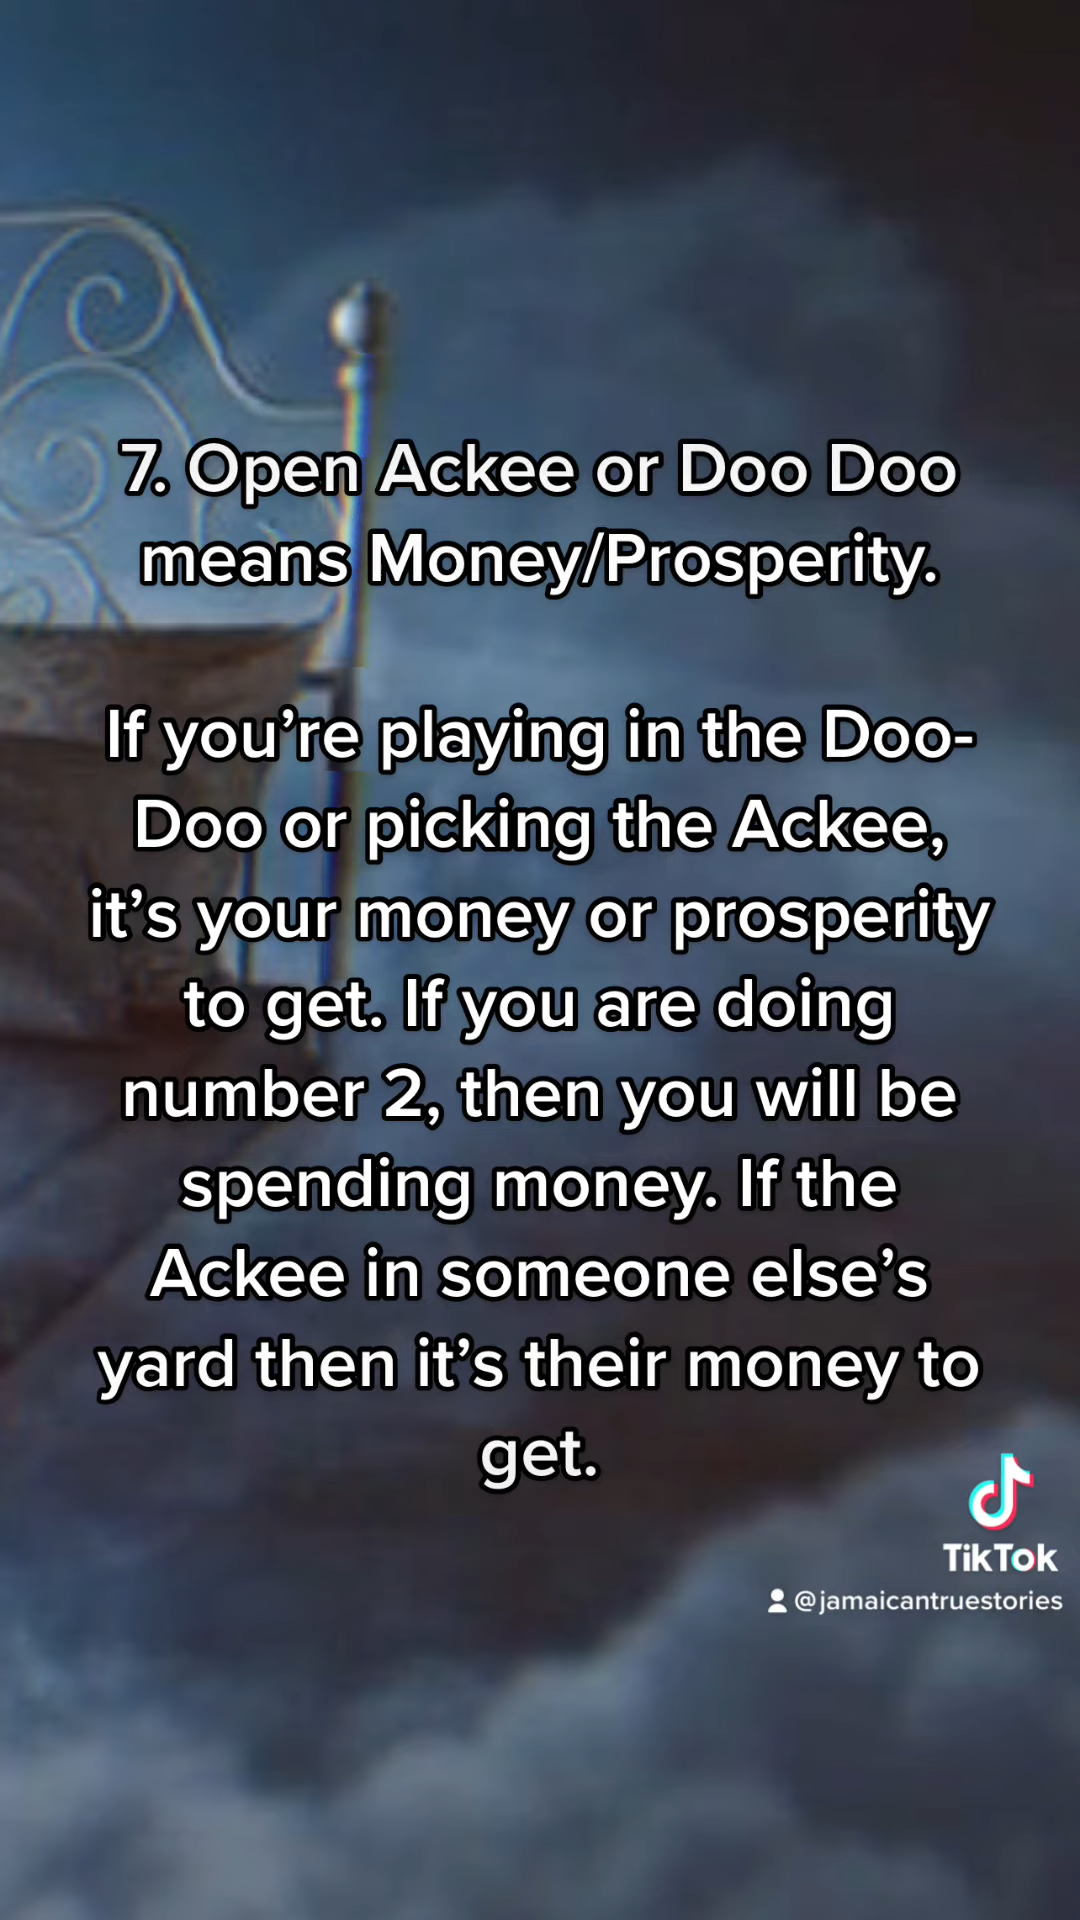 7. Open Ackee or Doo Doo
means Money/Prosperity.
If you’re playing in the Doo-
Doo or picking the Ackee,
it’s your money or prosperity
to get. If you are doing
number 2, then you will be
spending money. If the
Ackee in someone else’s
yard then it’s their money to
get.
TikTok
@jamaicantruestories